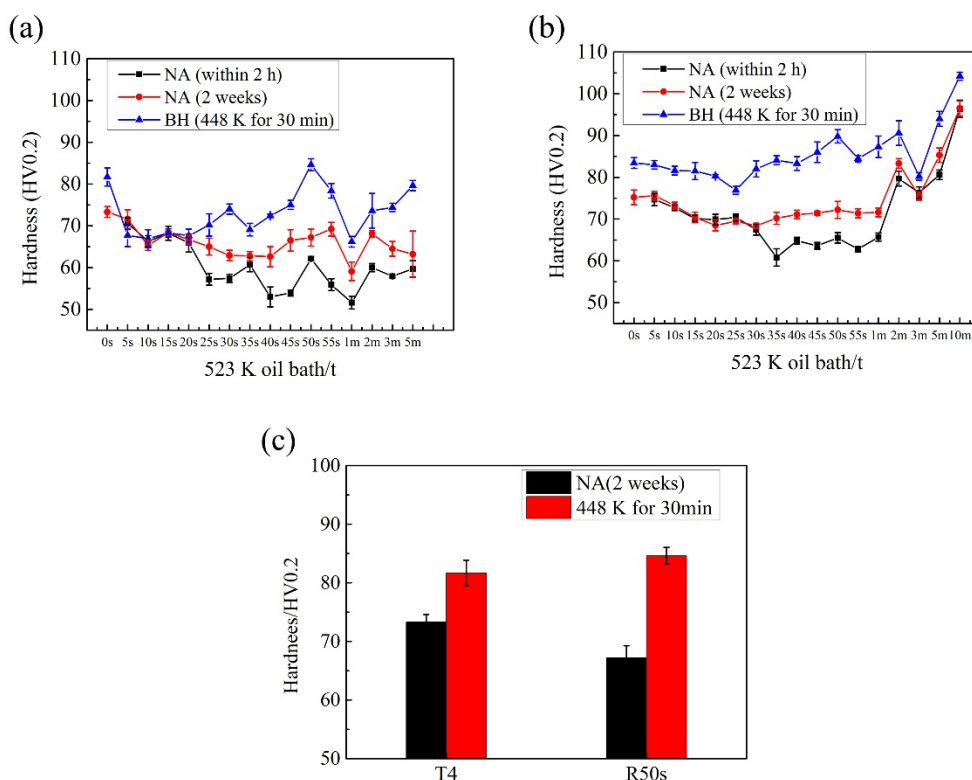 (a)
110
100
90
80
70
60
50
Hardness (HV0.2)
NA (within 2 h)
NA (2 weeks)
BH (448 K for 30 min)
0s 5s 10s 15s 20s 25s 30s 35s 40s 45s 50s 55s 1m 2m 3m 5m
523 K oil bath/t
(b)
110
100
90
80
70
60
50
Hardness (HV0.2)
NA (within 2 h)
NA (2 weeks)
BH (448 K for 30 min)
0s 5s 10s 15s 20s 25s 30s 35s 40s 45s 50s 55s 1m 2m 3m 5m 10m
523 K oil bath/t
(c)
100
90
80
70
60
50
Hardnees/HV0.2
NA(2 weeks)
448 K for 30min
T4 R50s